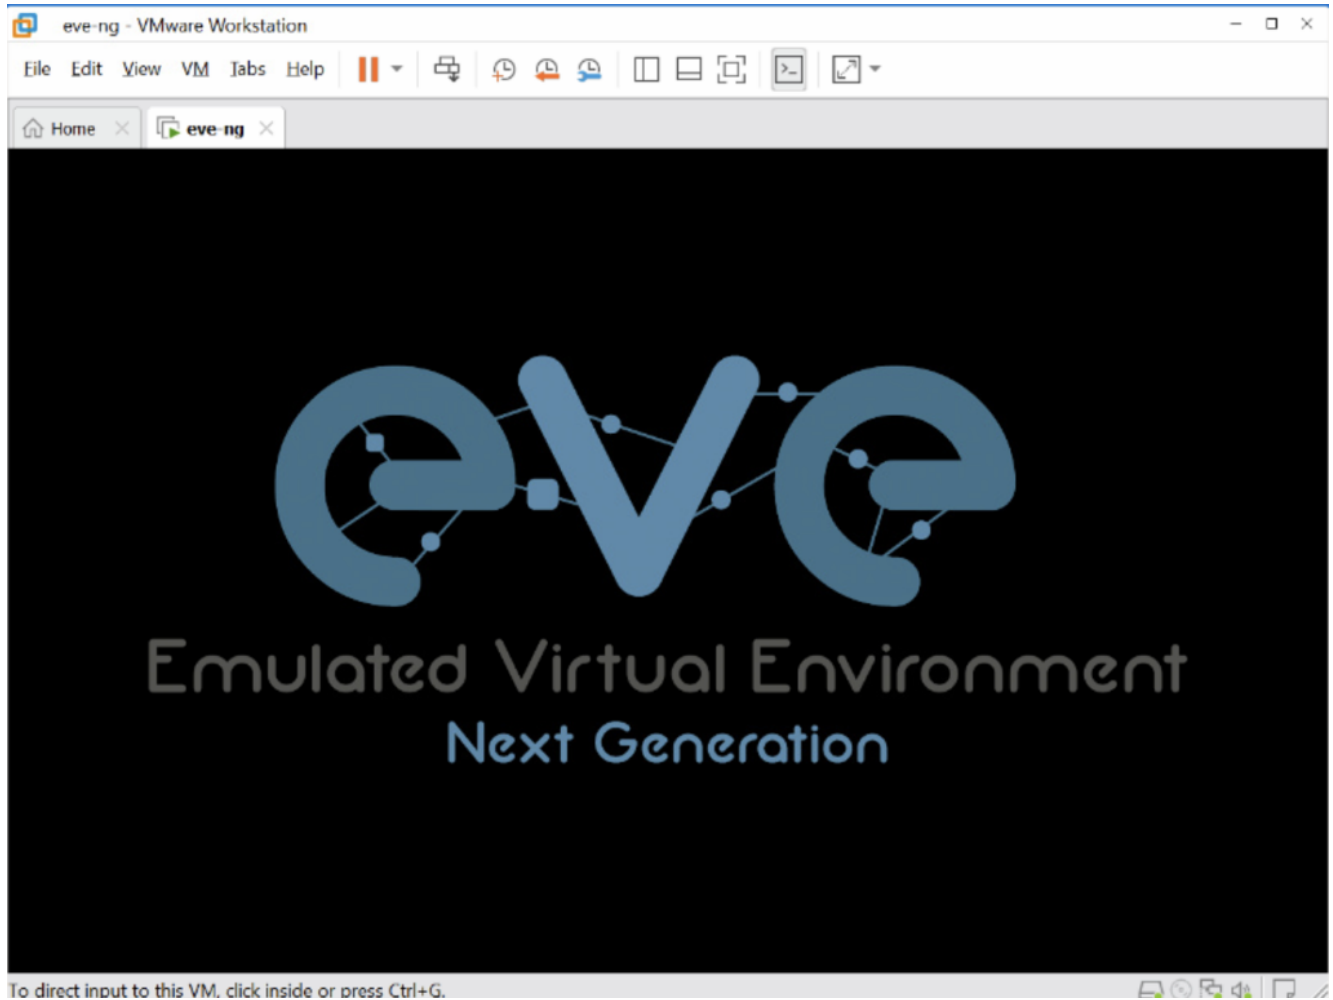 eve-ng - VMware Workstation
File Edit View VM Tabs Help
Home eve-ng
eve
Emulated Virtual Environment
Next Generation
To direct input to this VM, click inside or press Ctrl+G.